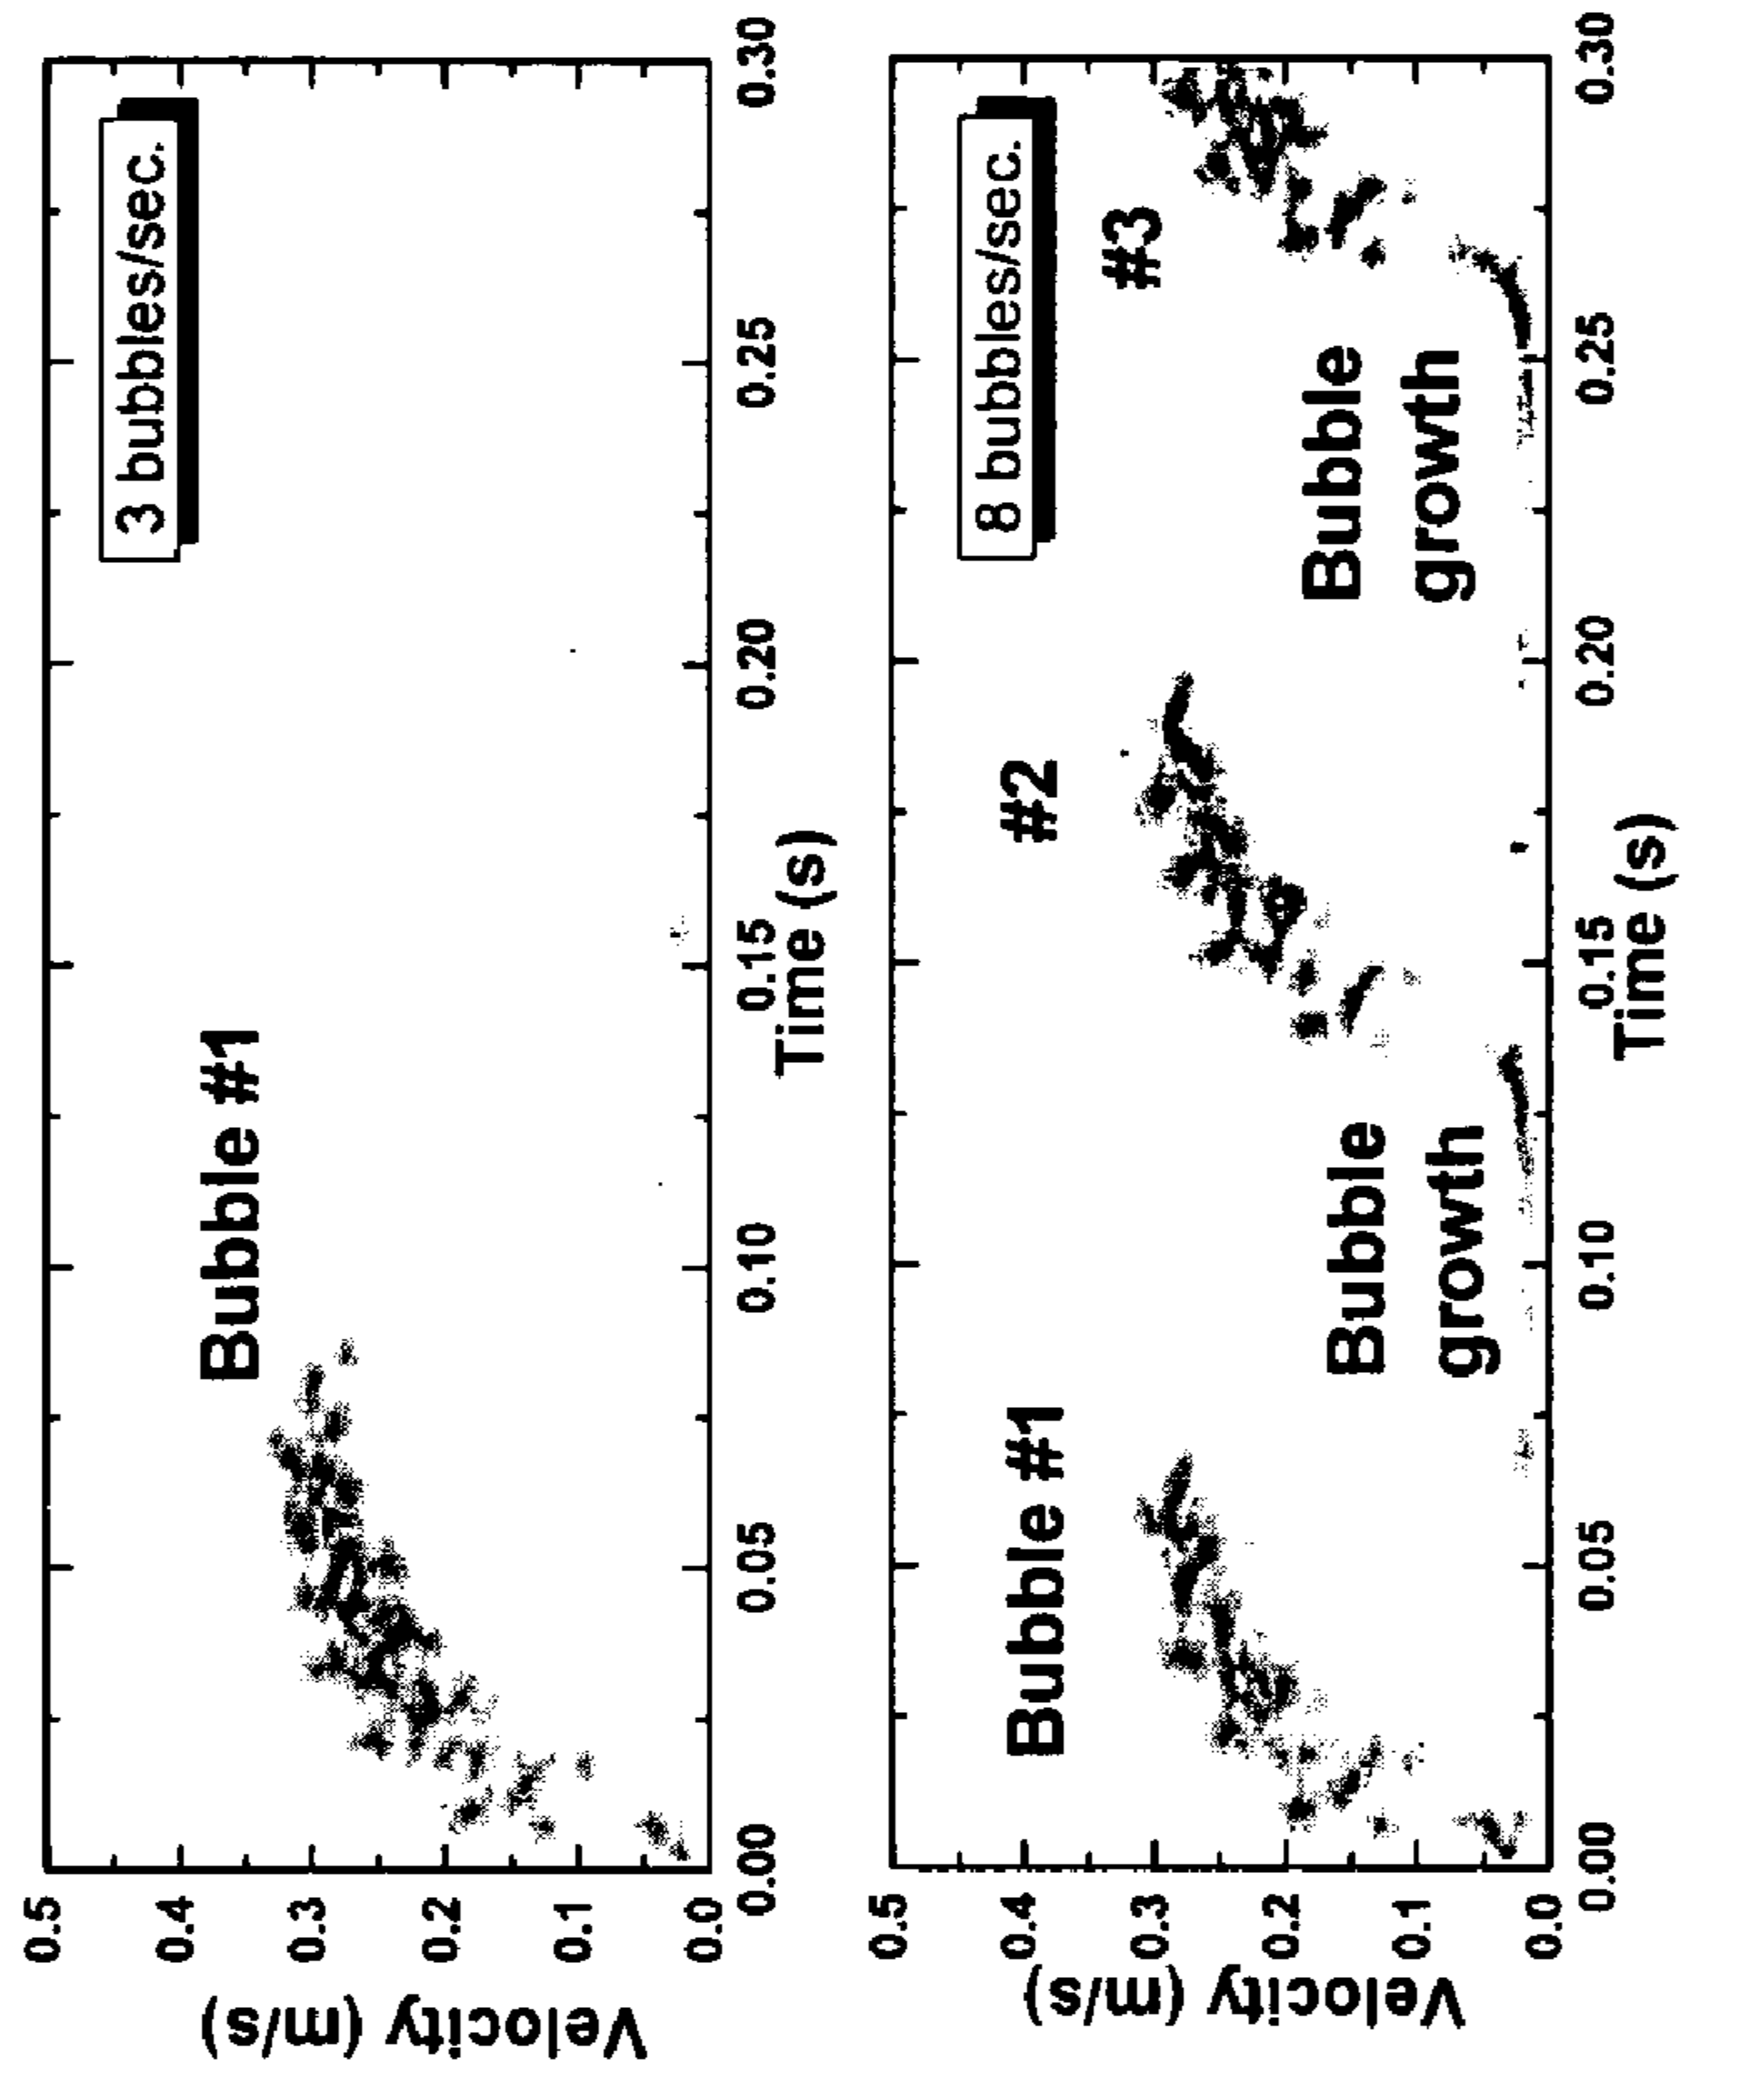 Velocity (m/s)
0.5
0.4
0.3
0.2
0.1
0.0
3 bubbles/sec.
Bubble #1
0.00
0.05
0.10
0.15
0.20
0.25
0.30
Time (s)
Velocity (m/s)
0.5
0.4
0.3
0.2
0.1
0.0
8 bubbles/sec.
Bubble #1
#2
#3
Bubble
growth
Bubble
growth
0.00
0.05
0.10
0.15
0.20
0.25
0.30
Time (s)